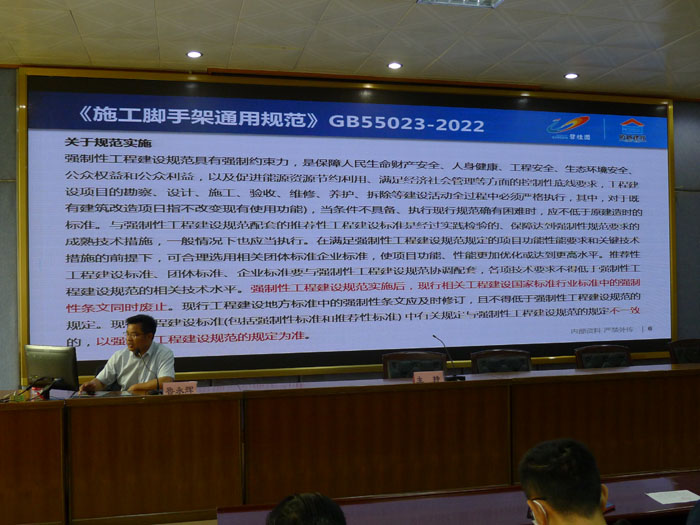 《施工脚手架通用规范》GB55023-2022
碧桂园
关于规范实施
强制性工程建设规范具有强制约束力，是保障人民生命财产安全、人身健康、工程安全、生态环境安全、
公众权益和公众利益，以及促进能源资源节约利用、满足经济社会管理等方面的控制性底线要求，工程建
设项目的勘察、设计、施工、验收、维修、养护、拆除等建设活动全过程中必须严格执行，其中，对于既
有建筑改造项目指不改变现有使用功能)，当条件不具备、执行现行规范确有困难时，应不低于原建造时的
标准。与强制性工程建设规范配套的推荐性工程建设标准是经过实践检验的、保障达到强制性规范要求的
成熟技术措施，一般情况下也应当执行。在满足强制性工程建设规范规定的项目功能性能要求和关键技术
措施的前提下，可合理选用相关团体标准企业标准，使项目功能、性能更加优化或达到更高水平。推荐性
工程建设标准、团体标准、企业标准要与强制性工程建设规范协调配套，各项技术要求不得低于强制性工
程建设规范的相关技术水平。强制性工程建设规范实施后，现行相关工程建设国家标准行业标准中的强制
性条文同时废止。现行工程建设地方标准中的强制性条文应及时修订，且不得低于强制性工程建设规范的
规定。现行工程建设标准(包括强制性标准和推荐性标准)中有关规定与强制性工程建设规范的规定不一致
的，以强 工程建设规范的规定为准。
内部资料 严禁外传 | 6
鲁永辉